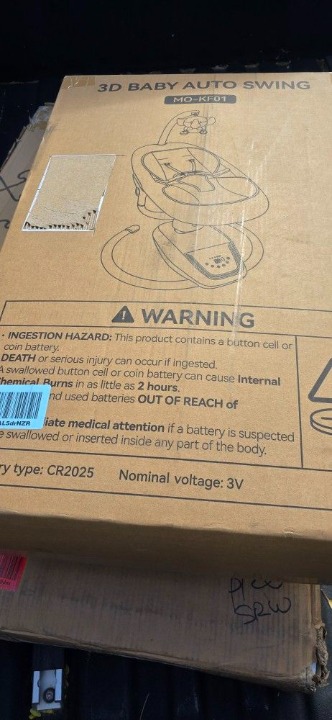 3D BABY AUTO SWING
MO-KF01
WARNING
• INGESTION HAZARD: This product contains a button cell or
coin battery.
DEATH or serious injury can occur if ingested.
A swallowed button cell or coin battery can cause Internal
Chemical Burns in as little as 2 hours.
nd used batteries OUT OF REACH of
iate medical attention if a battery is suspected
e swallowed or inserted inside any part of the body.
ry type: CR2025 Nominal voltage: 3V
SRW